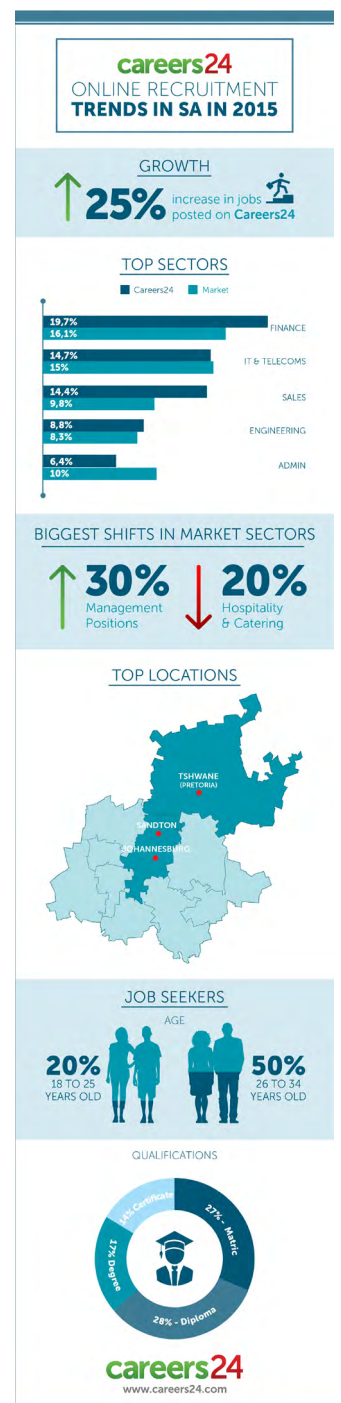 careers24
ONLINE RECRUITMENT
TRENDS IN SA IN 2015
GROWTH
25% increase in jobs
posted on Careers24
TOP SECTORS
Careers24 Market
19,7%
16,1%
FINANCE
14,7%
15%
IT & TELECOMS
14,4%
9,8%
SALES
8,8%
8,3%
ENGINEERING
6,4%
10%
ADMIN
BIGGEST SHIFTS IN MARKET SECTORS
30%
Management
Positions
20%
Hospitality
& Catering
TOP LOCATIONS
TSHWANE
(PRETORIA)
SANDTON
JOHANNESBURG
JOB SEEKERS
AGE
20%
18 TO 25
YEARS OLD
50%
26 TO 34
YEARS OLD
QUALIFICATIONS
14% Certificate
27% - Matric
17% Degree
28% - Diploma
careers24
www.careers24.com